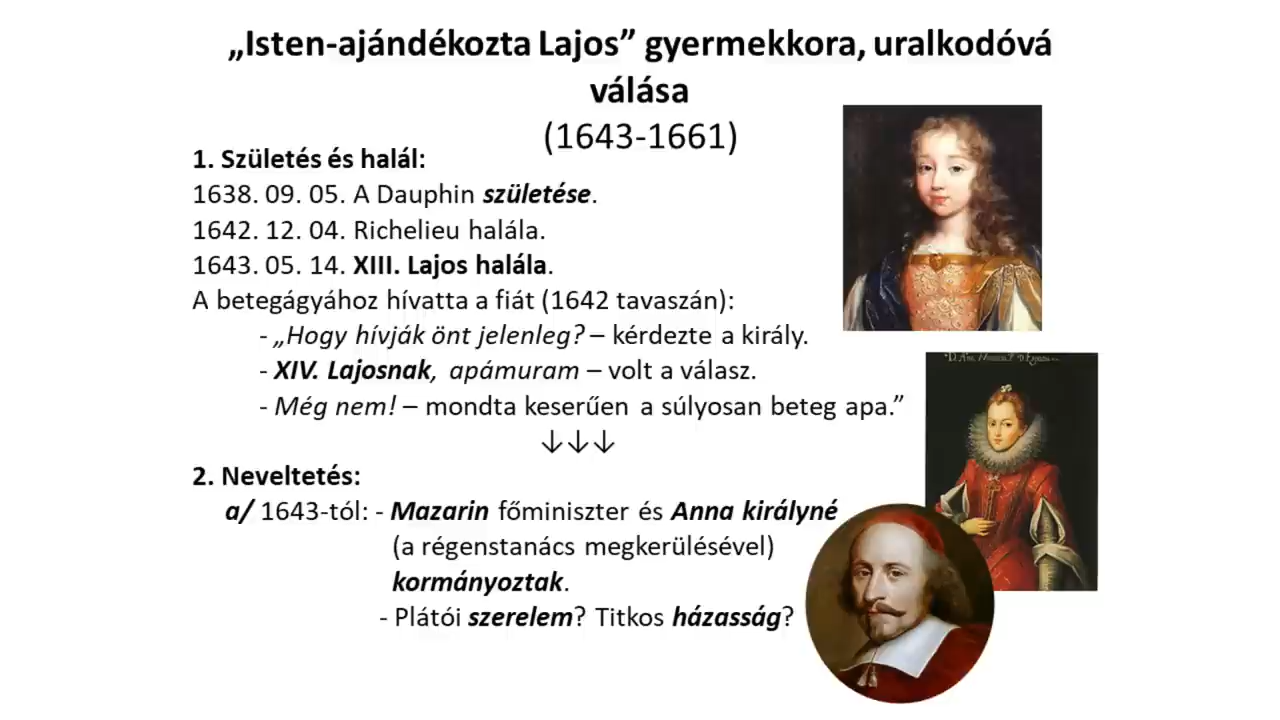 „Isten-ajándékozta Lajos” gyermekkora, uralkodóvá
válása
(1643-1661)
1. Születés és halál:
1638. 09. 05. A Dauphin születése.
1642. 12. 04. Richelieu halála.
1643. 05. 14. XIII. Lajos halála.
A betegágyához hívatta a fiát (1642 tavaszán):
- „Hogy hívják önt jelenleg? – kérdezte a király.
- XIV. Lajosnak, apámuram – volt a válasz.
- Még nem! – mondta keserűen a súlyosan beteg apa.”
↓↓↓
2. Neveltetés:
a/ 1643-tól: - Mazarin főminiszter és Anna királyné
(a régenstanács megkerülésével)
kormányoztak.
- Plátói szerelem? Titkos házasság?